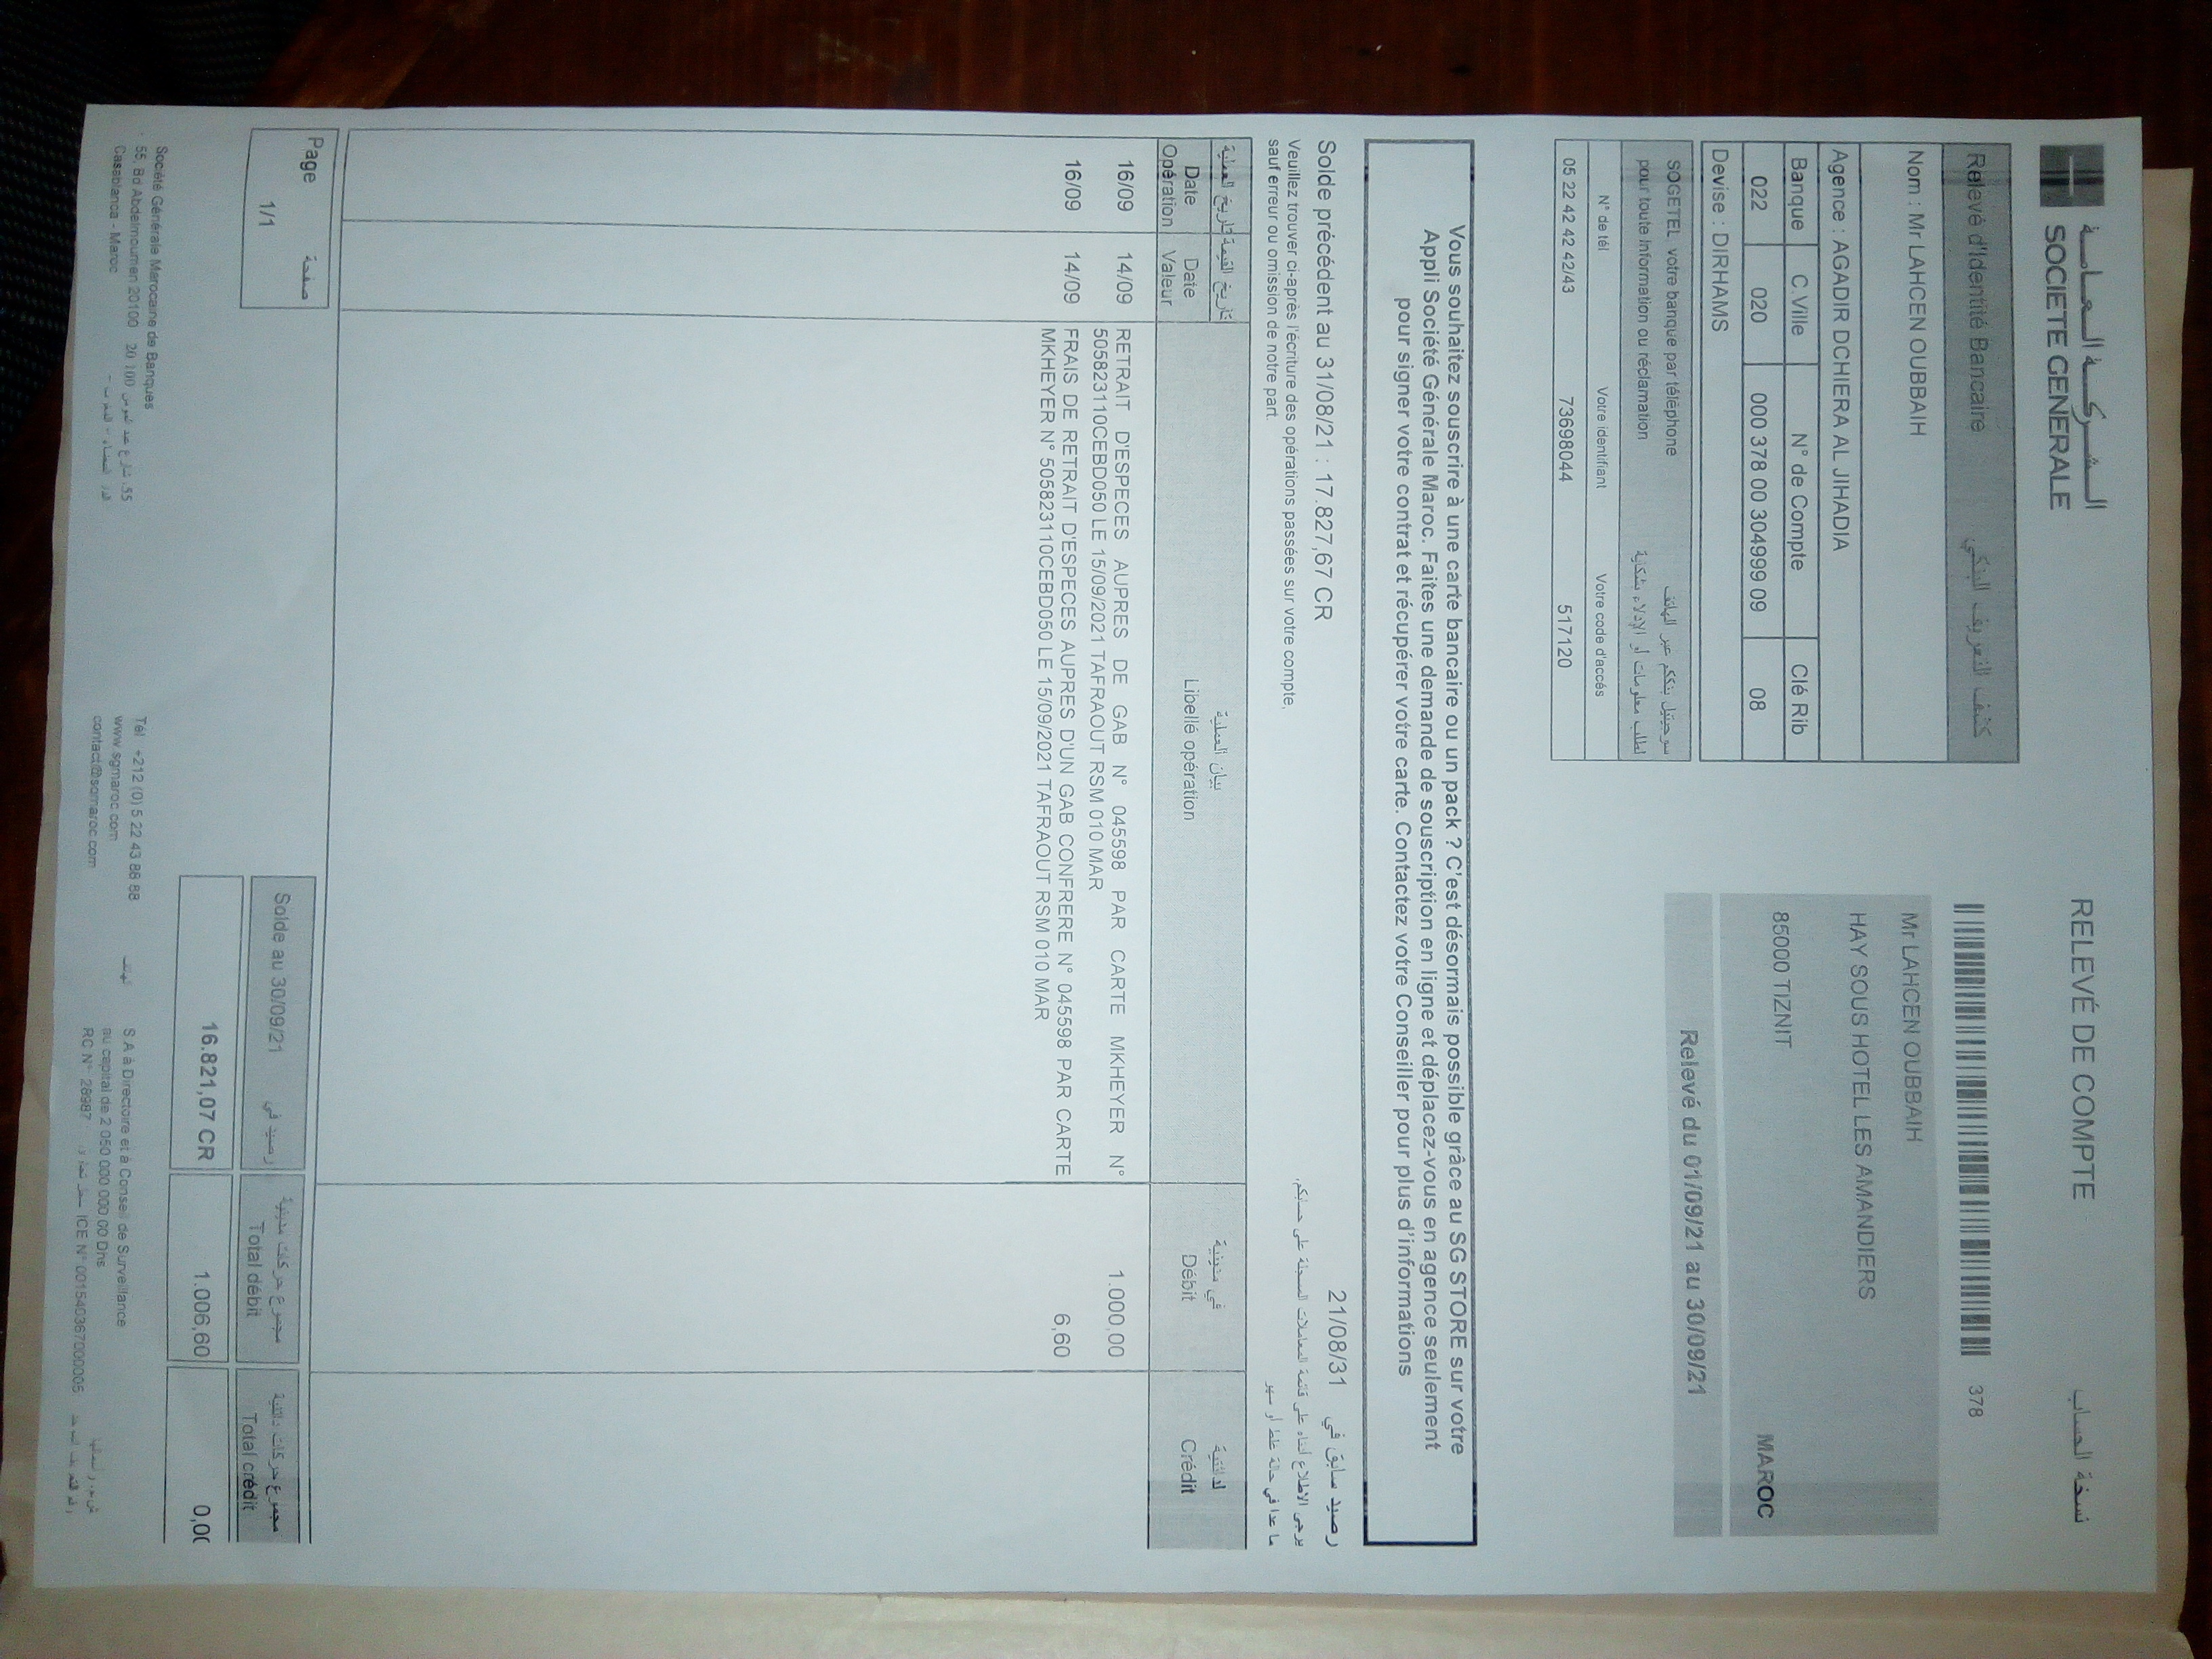 الشركة العامة
SOCIETE GENERALE
RELEVÉ DE COMPTE نسخة الحساب
Relevé d'Identité Bancaire كشف التعريف البنكي
378
Nom : Mr LAHCEN OUBBAIH
Mr LAHCEN OUBBAIH
HAY SOUS HOTEL LES AMANDIERS
85000 TIZNIT
MAROC
Agence : AGADIR DCHIERA AL JIHADIA
Banque C.Ville N° de Compte Clé Rib
022 020 000 378 00 304999 09 08
Devise : DIRHAMS
Relevé du 01/09/21 au 30/09/21
SOGETEL votre banque par téléphone سوجيتيل بنككم عبر الهاتف
pour toute Information ou réclamation لطلب معلومات أو الإدلاء بشكاية
N° de tél Votre identifiant Votre code d'accés
05 22 42 42 42/43 73698044 517120
Vous souhaitez souscrire à une carte bancaire ou un pack ? C'est désormais possible grâce au SG STORE sur votre
Appli Société Générale Maroc. Faites une demande de souscription en ligne et déplacez-vous en agence seulement
pour signer votre contrat et récupérer votre carte. Contactez votre Conseiller pour plus d'informations
Solde précédent au 31/08/21 : 17.827,67 CR
رصيد سابق في 21/08/31
Veuillez trouver ci-après l'écriture des opérations passées sur votre compte,
sauf erreur ou omission de notre part.
يرجى الاطلاع أدناه على قائمة المعاملات المسجلة على حسابكم,
ما عدا في حالة غلط أو سهو
تاريخ العملية تاريخ القيمة بيان العملية في مدينية لدائنية
Date Opération Date Valeur Libellé opération Débit Crédit
16/09 14/09 RETRAIT D'ESPECES AUPRES DE GAB N° 045598 PAR CARTE MKHEYER N° 1.000,00
505823110CEBD050 LE 15/09/2021 TAFRAOUT RSM 010 MAR
16/09 14/09 FRAIS DE RETRAIT D'ESPECES AUPRES D'UN GAB CONFRERE N° 045598 PAR CARTE 6,60
MKHEYER N° 505823110CEBD050 LE 15/09/2021 TAFRAOUT RSM 010 MAR
Page صفحة
1/1
Solde au 30/09/21 رصيد في
مجموع حركات مدينية
Total débit
مجموع حركات دائنية
Total crédit
16.821,07 CR 1.006,60 0,0
Société Générale Marocaine de Banques
55, Bd Abdelmoumen 20100
Casablanca - Maroc
55، شارع عبد المومن 100 20
الدار البيضاء - المغرب -
Tél +212 (0) 5 22 43 88 88 الهاتف
www.sgmaroc.com
contact@sgmaroc.com
S.A à Directoire et à Conseil de Surveillance
au capital de 2 050 000 000,00 Dhs
RC N° 28987 ICE N° 001540367000005